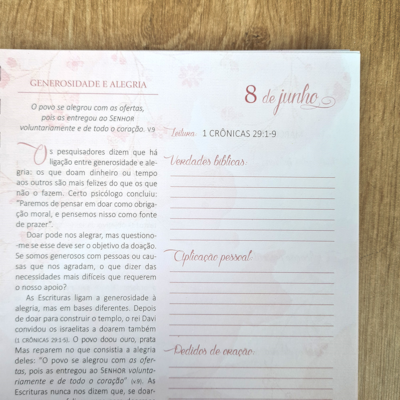 GENEROSIDADE E ALEGRIA
O povo se alegrou com as ofertas,
pois as entregou ao SENHOR
voluntariamente e de todo o coração. V.9
Os pesquisadores dizem que há
ligação entre generosidade e ale-
gria: os que doam dinheiro ou tempo
aos outros são mais felizes do que os que
não o fazem. Certo psicólogo concluiu:
“Paremos de pensar em doar como obriga-
ção moral, e pensemos nisso como fonte
de prazer”.
Doar pode nos alegrar, mas questiono-
-me se esse deve ser o objetivo da doação.
Se somos generosos com pessoas ou cau-
sas que nos agradam, o que dizer das
necessidades mais difíceis que requerem
o nosso apoio?
As Escrituras ligam a generosidade à
alegria, mas em bases diferentes. Depois
de doar para construir o templo, o rei Davi
convidou os israelitas a doarem também
(1 CRÔNICAS 29:1-5). O povo doou ouro, prata
Mas reparem no que consistia a alegria
deles: “O povo se alegrou com as ofer-
tas, pois as entregou ao SENHOR volunta-
riamente e de todo o coração” (v.9). As
Escrituras nunca nos dizem que, se doar-
8 de junho
Leitura: 1 CRÔNICAS 29:1-9
Verdades bíblicas:
Aplicação pessoal:
Pedidos de oração: